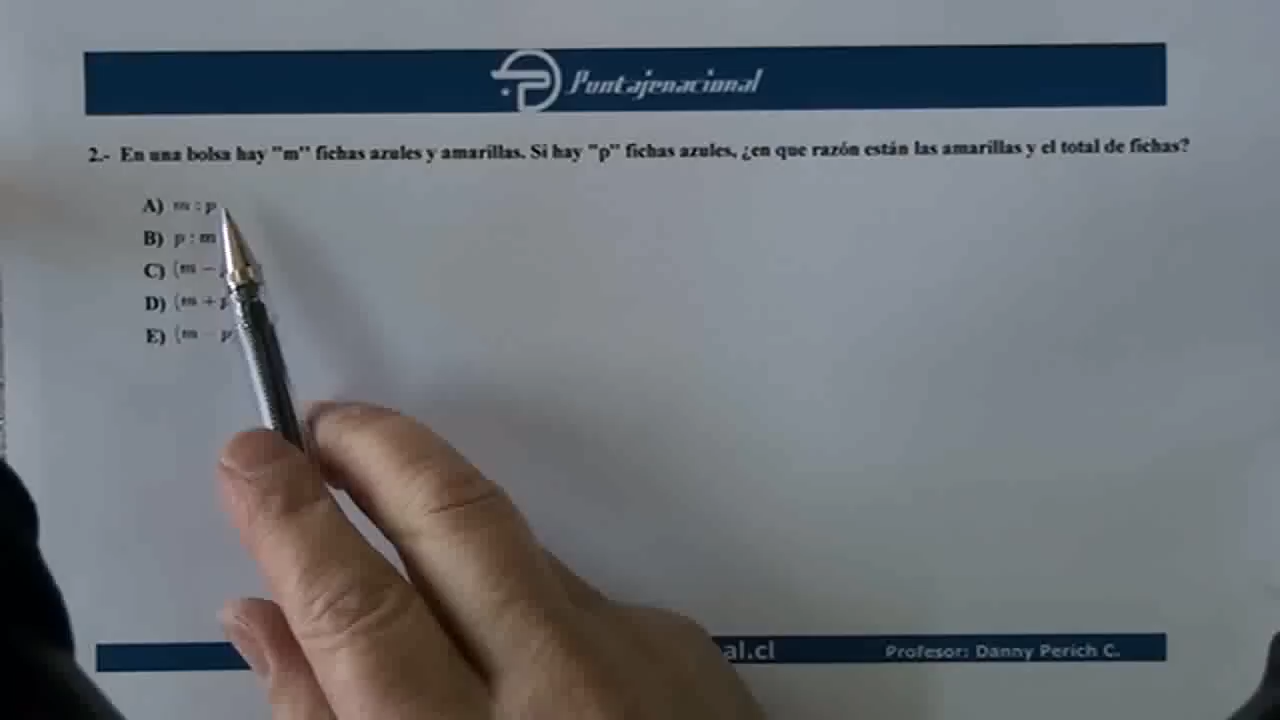 Puntajenacional
2.- En una bolsa hay "m" fichas azules y amarillas. Si hay "p" fichas azules, ¿en que razón están las amarillas y el total de fichas?
A) m : p
B) p : m
C) (m -
D) (m + p
E) (m - p
al.cl
Profesor: Danny Perich C.